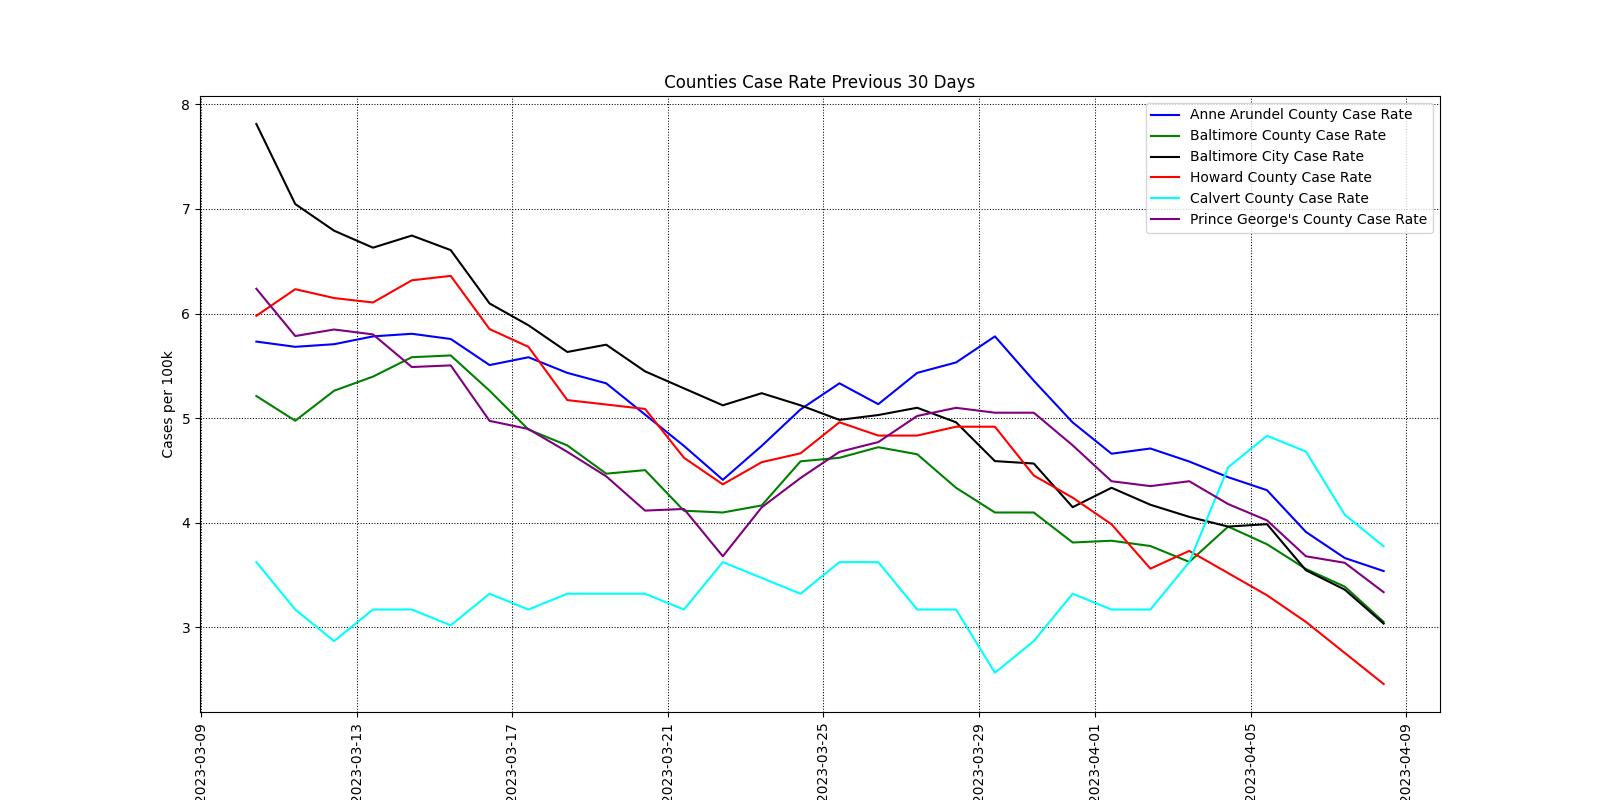 Counties Case Rate Previous 30 Days
8
7
6
5
4
3
Cases per 100k
Anne Arundel County Case Rate
Baltimore County Case Rate
Baltimore City Case Rate
Howard County Case Rate
Calvert County Case Rate
Prince George's County Case Rate
2023-03-09
2023-03-13
2023-03-17
2023-03-21
2023-03-25
2023-03-29
2023-04-01
2023-04-05
2023-04-09